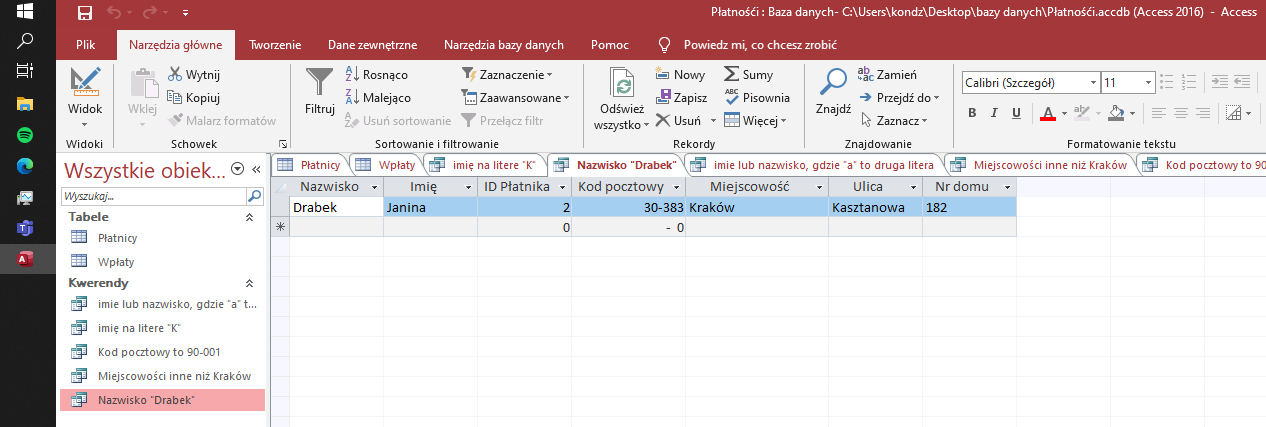 Płatnośći : Baza danych- C:\Users\kondz\Desktop\bazy danych\Płatnośći.accdb (Access 2016) - Access
Plik Narzędzia główne Tworzenie Dane zewnętrzne Narzędzia bazy danych Pomoc Powiedz mi, co chcesz zrobić
Widok
Widoki
Wklej
Wytnij
Kopiuj
Malarz formatów
Schowek
Filtruj
Rosnąco
Malejąco
Usuń sortowanie
Zaznaczenie
Zaawansowane
Przełącz filtr
Sortowanie i filtrowanie
Odśwież
wszystko
Nowy
Zapisz
Usuń
Sumy
Pisownia
Więcej
Rekordy
Znajdź
Zamień
Przejdź do
Zaznacz
Znajdowanie
Calibri (Szczegół) 11
B I U A
Formatowanie tekstu
Wszystkie obiek...
Wyszukaj...
Tabele
Płatnicy
Wpłaty
Kwerendy
imie lub nazwisko, gdzie "a" t...
imię na litere "K"
Kod pocztowy to 90-001
Miejscowości inne niż Kraków
Nazwisko "Drabek"
Płatnicy Wpłaty imię na litere "K" Nazwisko "Drabek" imie lub nazwisko, gdzie "a" to druga litera Miejscowości inne niż Kraków Kod pocztowy to 90
Nazwisko Imię ID Płatnika Kod pocztowy Miejscowość Ulica Nr domu
Drabek Janina 2 30-383 Kraków Kasztanowa 182
0 - 0